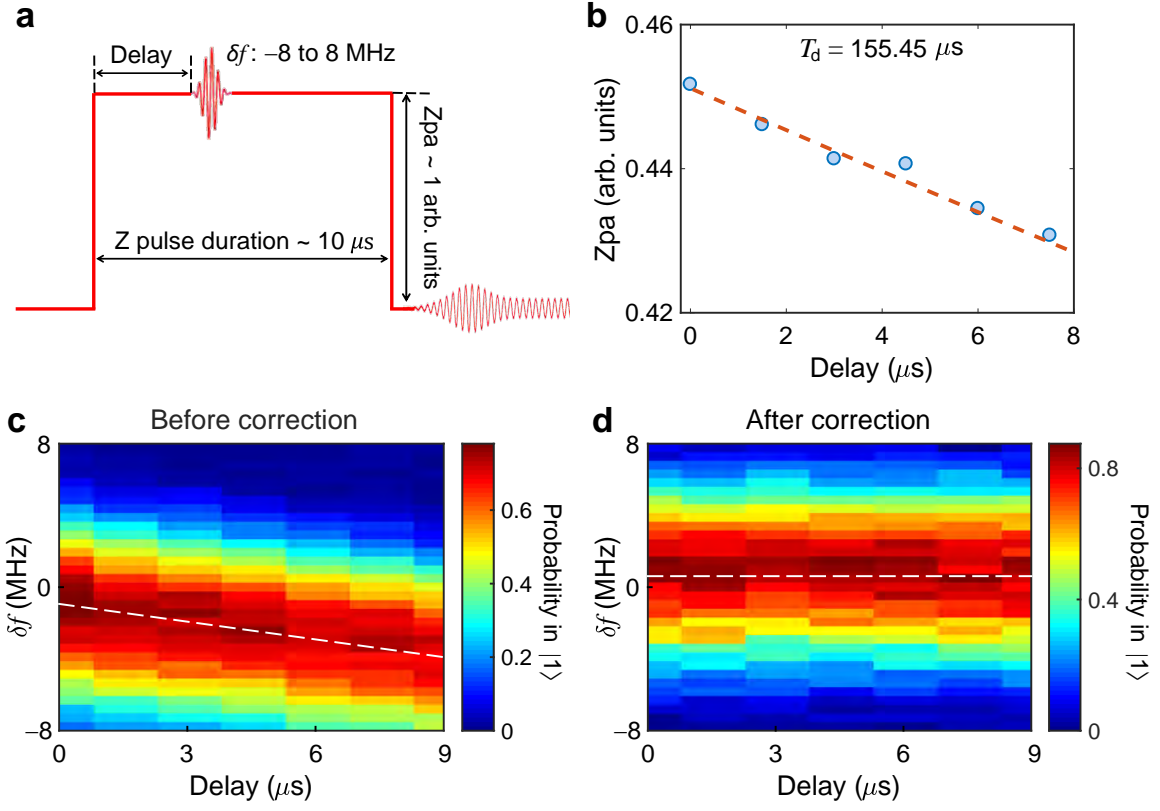 a
Delay
δf: −8 to 8 MHz
Zpa ~ 1 arb. units
Z pulse duration ~ 10 μs
b
T_d = 155.45 μs
Zpa (arb. units)
0.46
0.44
0.42
0 2 4 6 8
Delay (μs)
c
Before correction
δf (MHz)
8
0
−8
0 3 6 9
Delay (μs)
0.6
0.4
0.2
0
Probability in |1⟩
d
After correction
δf (MHz)
8
0
−8
0 3 6 9
Delay (μs)
0.8
0.4
0
Probability in |1⟩